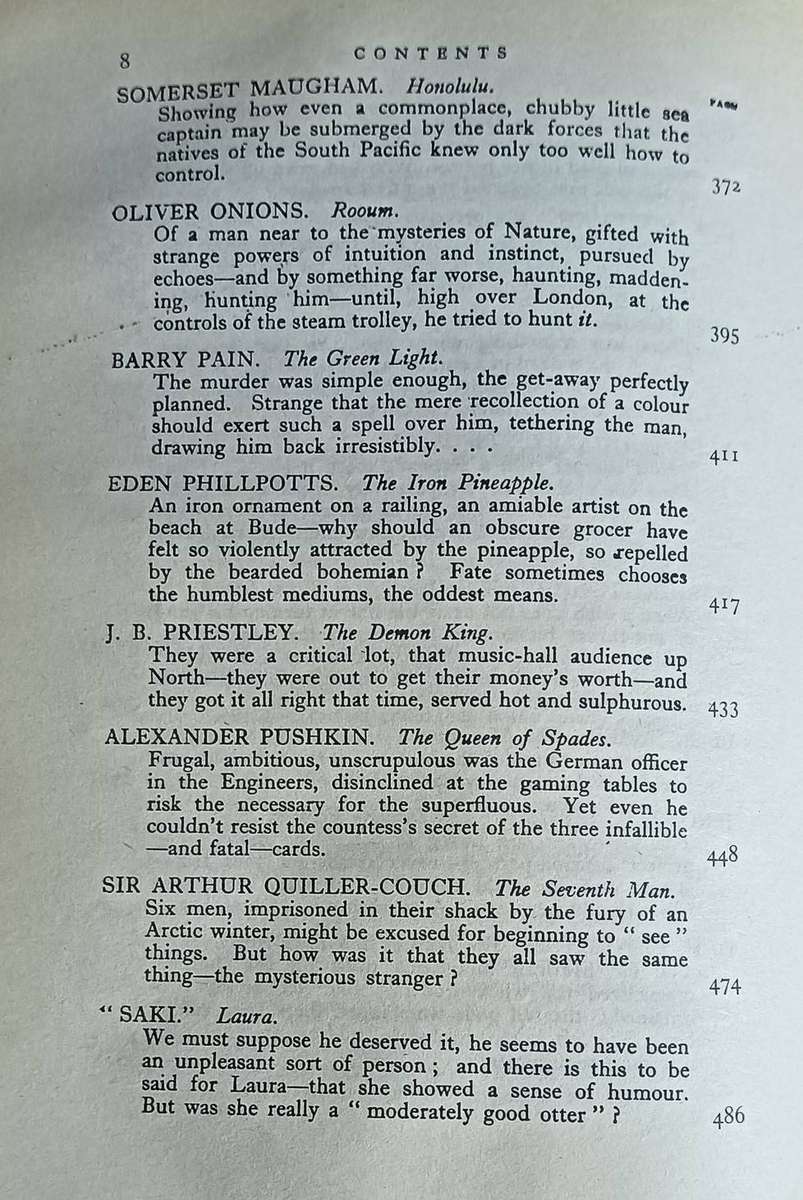 8 CONTENTS
PAGE
SOMERSET MAUGHAM. Honolulu.
Showing how even a commonplace, chubby little sea
captain may be submerged by the dark forces that the
natives of the South Pacific knew only too well how to
control. 372
OLIVER ONIONS. Rooum.
Of a man near to the mysteries of Nature, gifted with
strange powers of intuition and instinct, pursued by
echoes—and by something far worse, haunting, madden-
ing, hunting him—until, high over London, at the
controls of the steam trolley, he tried to hunt it. 395
BARRY PAIN. The Green Light.
The murder was simple enough, the get-away perfectly
planned. Strange that the mere recollection of a colour
should exert such a spell over him, tethering the man,
drawing him back irresistibly. . . . 411
EDEN PHILLPOTTS. The Iron Pineapple.
An iron ornament on a railing, an amiable artist on the
beach at Bude—why should an obscure grocer have
felt so violently attracted by the pineapple, so repelled
by the bearded bohemian ? Fate sometimes chooses
the humblest mediums, the oddest means. 417
J. B. PRIESTLEY. The Demon King.
They were a critical lot, that music-hall audience up
North—they were out to get their money's worth—and
they got it all right that time, served hot and sulphurous. 433
ALEXANDER PUSHKIN. The Queen of Spades.
Frugal, ambitious, unscrupulous was the German officer
in the Engineers, disinclined at the gaming tables to
risk the necessary for the superfluous. Yet even he
couldn't resist the countess's secret of the three infallible
—and fatal—cards. 448
SIR ARTHUR QUILLER-COUCH. The Seventh Man.
Six men, imprisoned in their shack by the fury of an
Arctic winter, might be excused for beginning to " see "
things. But how was it that they all saw the same
thing—the mysterious stranger ? 474
" SAKI." Laura.
We must suppose he deserved it, he seems to have been
an unpleasant sort of person ; and there is this to be
said for Laura—that she showed a sense of humour.
But was she really a " moderately good otter " ? 486